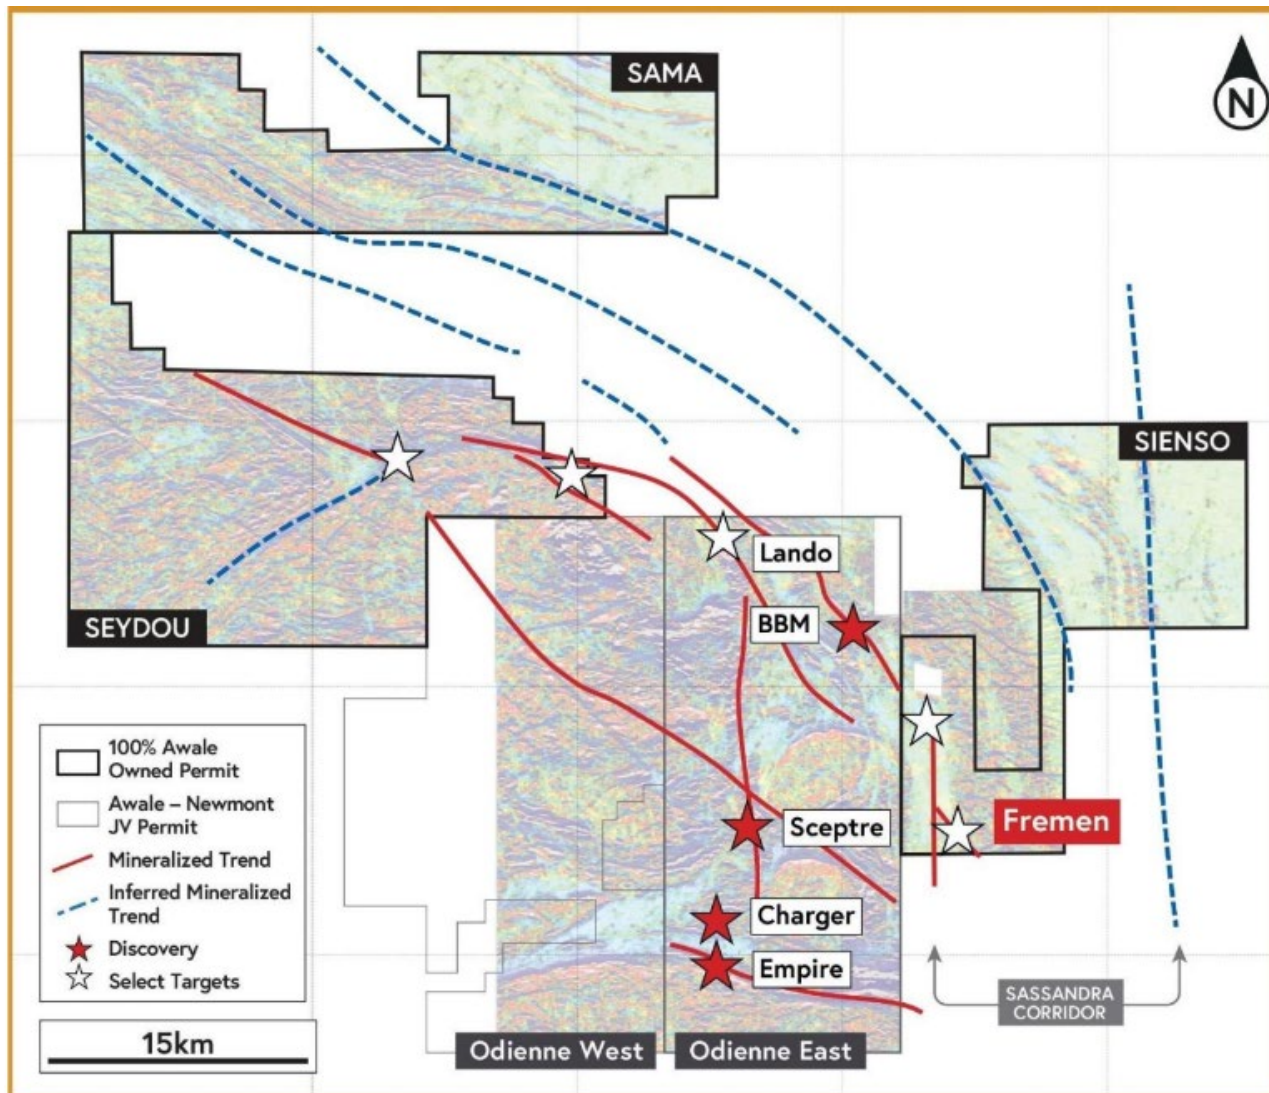 SAMA
N
SIENSO
SEYDOU
Lando
BBM
Sceptre
Fremen
Charger
Empire
SASSANDRA
CORRIDOR
Odienne West
Odienne East
100% Awale
Owned Permit
Awale – Newmont
JV Permit
Mineralized Trend
Inferred Mineralized
Trend
Discovery
Select Targets
15km